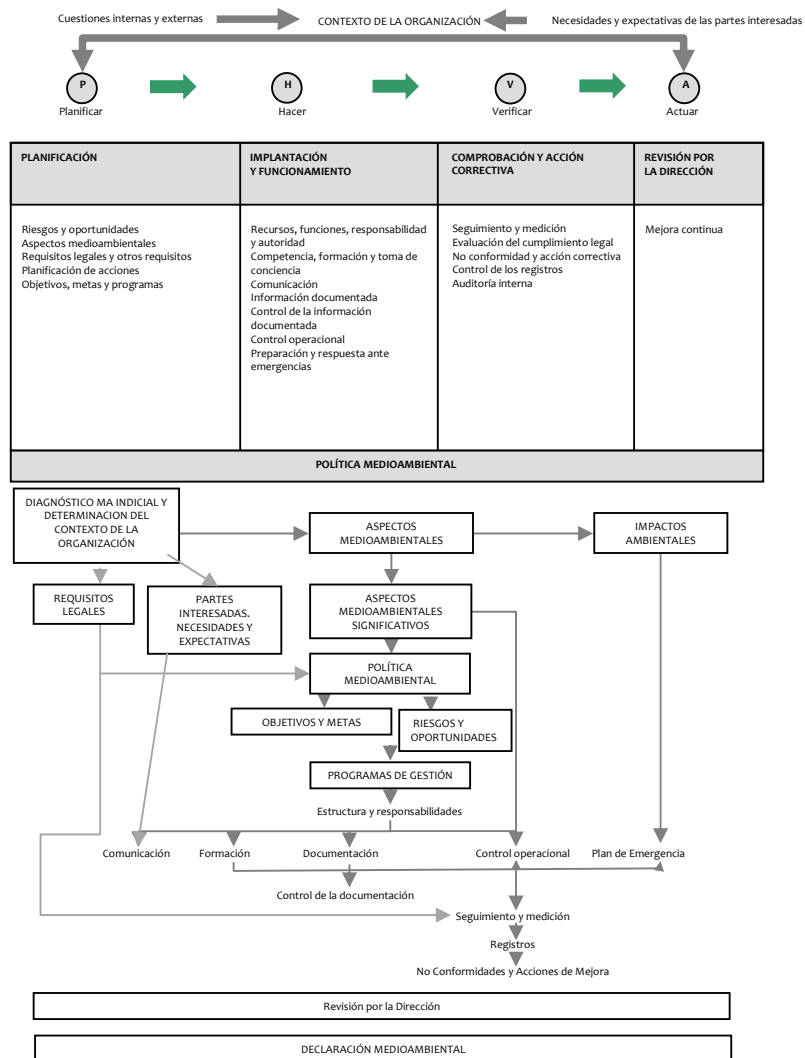 Cuestiones internas y externas
CONTEXTO DE LA ORGANIZACIÓN
Necesidades y expectativas de las partes interesadas
P
H
V
A
Planificar
Hacer
Verificar
Actuar
PLANIFICACIÓN
IMPLANTACIÓN
Y FUNCIONAMIENTO
COMPROBACIÓN Y ACCIÓN
CORRECTIVA
REVISIÓN POR
LA DIRECCIÓN
Riesgos y oportunidades
Aspectos medioambientales
Requisitos legales y otros requisitos
Planificación de acciones
Objetivos, metas y programas
Recursos, funciones, responsabilidad
y autoridad
Competencia, formación y toma de
conciencia
Comunicación
Información documentada
Control de la información
documentada
Control operacional
Preparación y respuesta ante
emergencias
Seguimiento y medición
Evaluación del cumplimiento legal
No conformidad y acción correctiva
Control de los registros
Auditoría interna
Mejora continua
POLÍTICA MEDIOAMBIENTAL
DIAGNÓSTICO MA INDICIAL Y
DETERMINACION DEL
CONTEXTO DE LA
ORGANIZACIÓN
ASPECTOS
MEDIOAMBIENTALES
IMPACTOS
AMBIENTALES
REQUISITOS
LEGALES
PARTES
INTERESADAS.
NECESIDADES Y
EXPECTATIVAS
ASPECTOS
MEDIOAMBIENTALES
SIGNIFICATIVOS
POLÍTICA
MEDIOAMBIENTAL
OBJETIVOS Y METAS
RIESGOS Y
OPORTUNIDADES
PROGRAMAS DE GESTIÓN
Estructura y responsabilidades
Comunicación
Formación
Documentación
Control operacional
Plan de Emergencia
Control de la documentación
Seguimiento y medición
Registros
No Conformidades y Acciones de Mejora
Revisión por la Dirección
DECLARACIÓN MEDIOAMBIENTAL